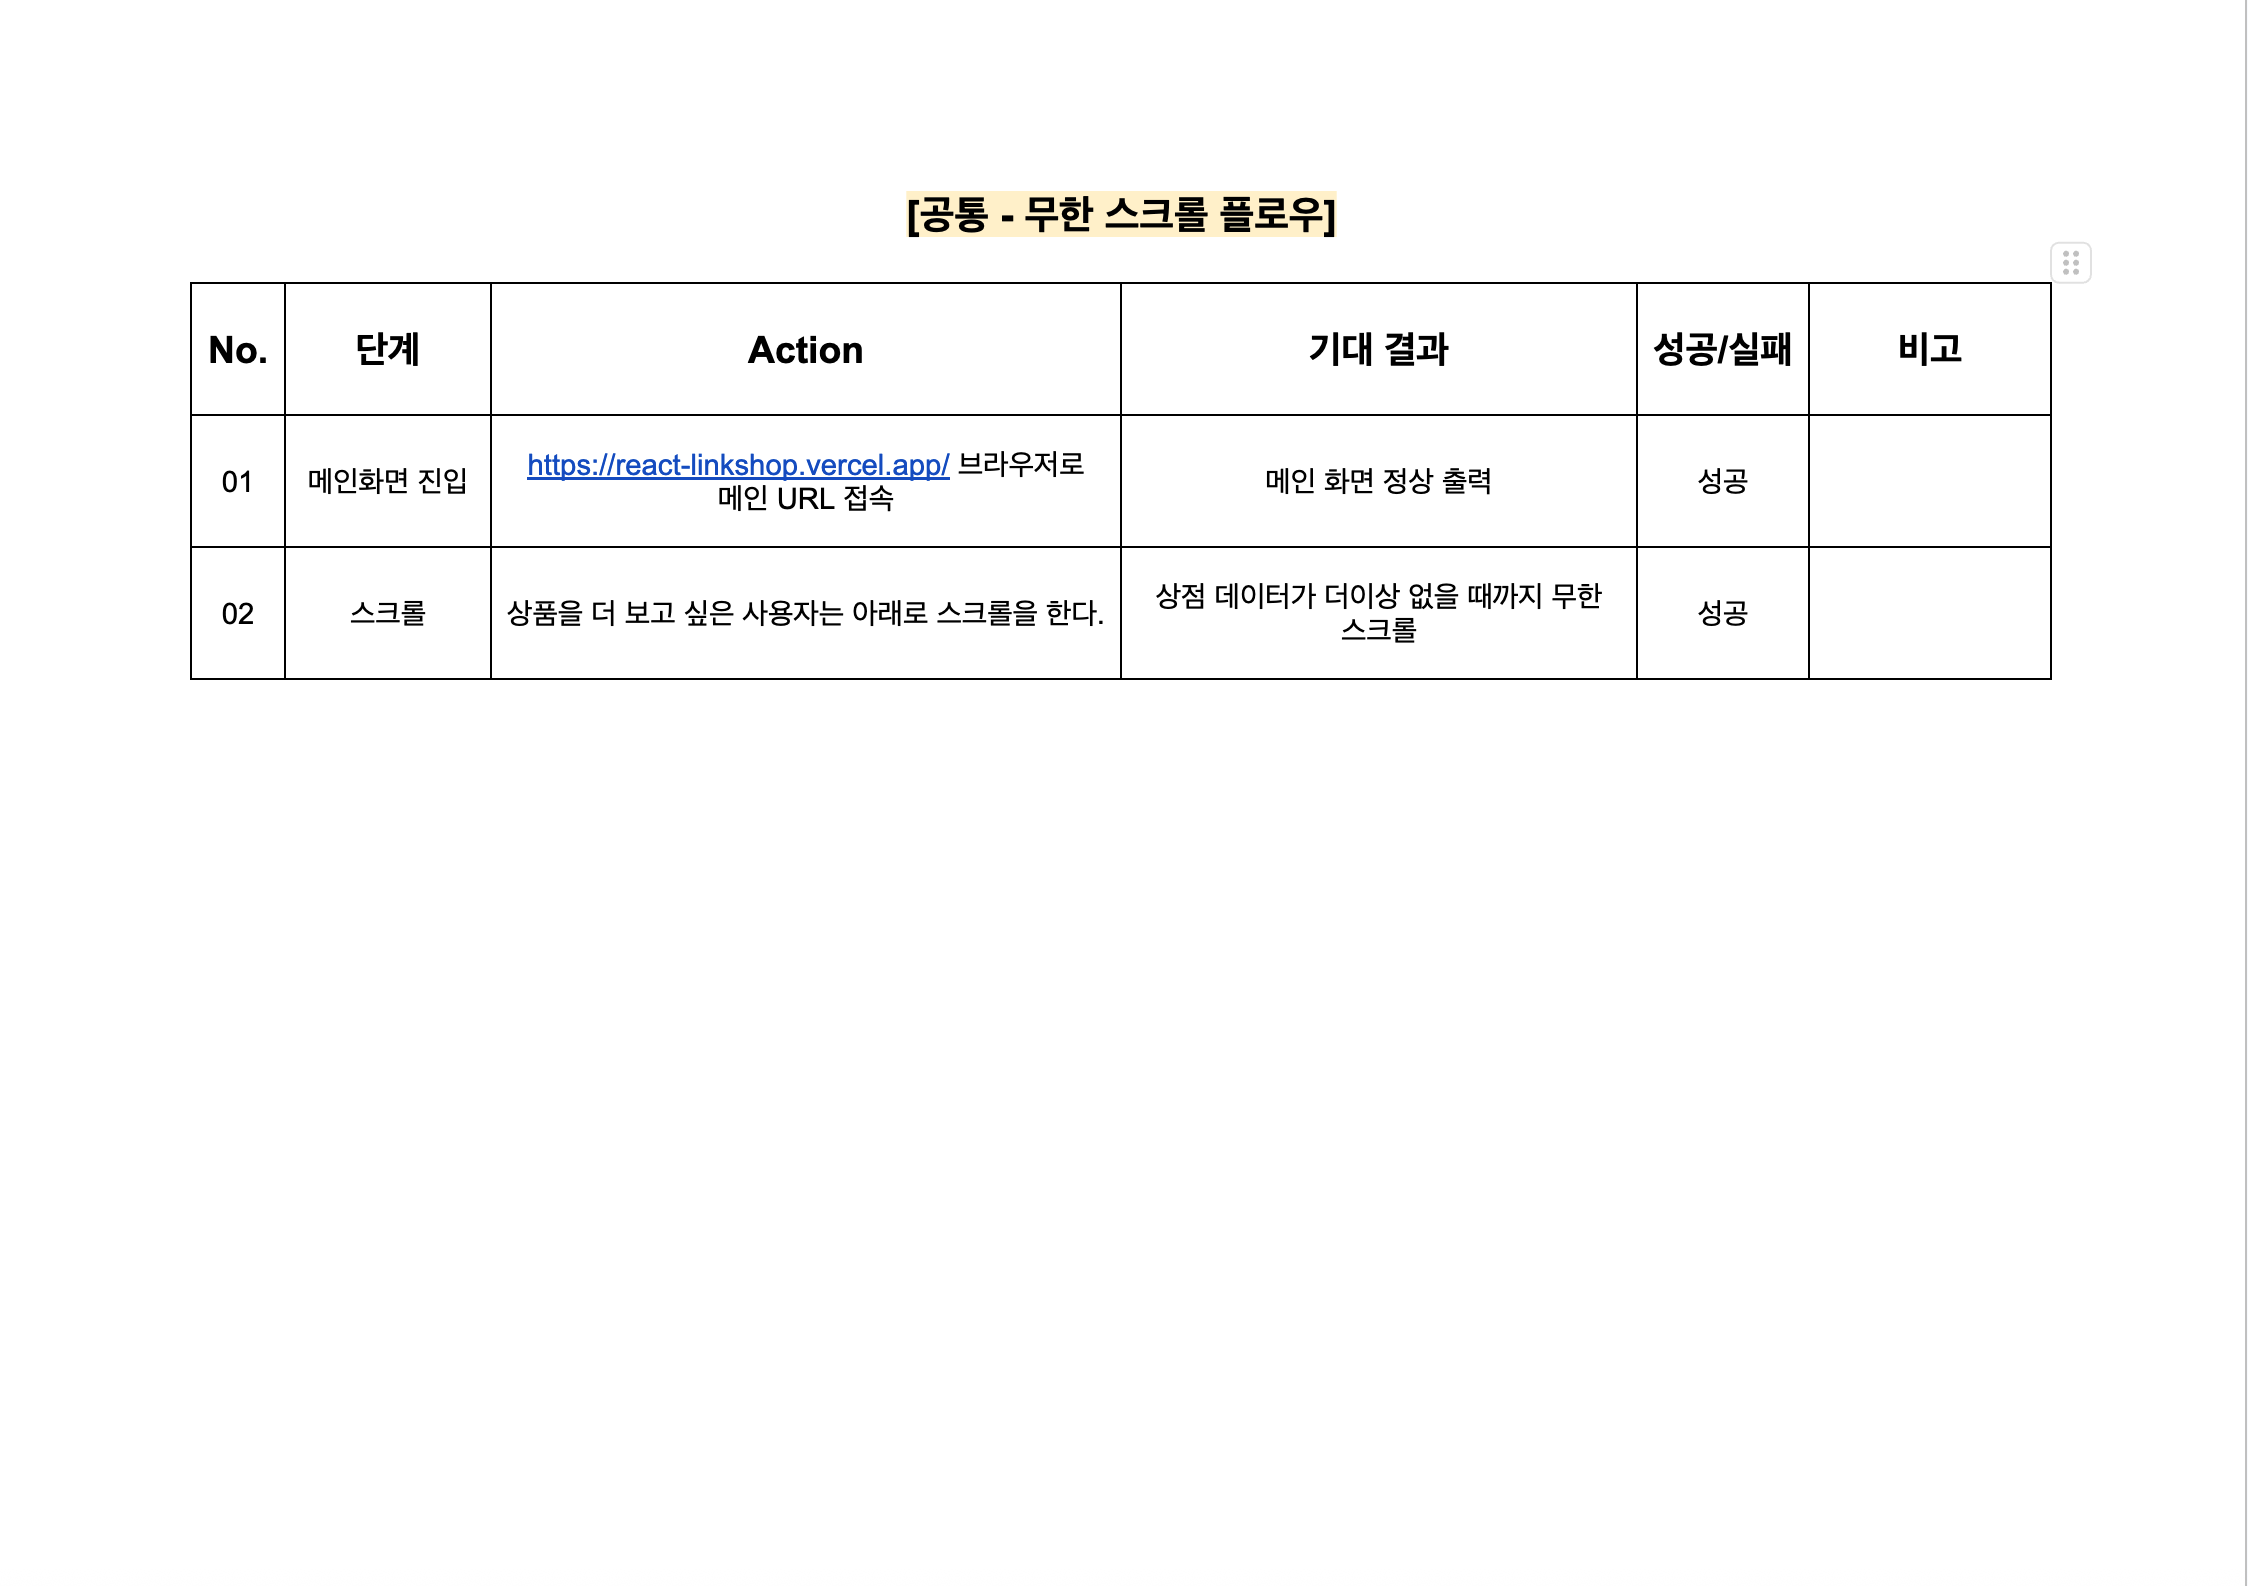 [공통 - 무한 스크롤 플로우]
No. 단계 Action 기대 결과 성공/실패 비고
01 메인화면 진입 https://react-linkshop.vercel.app/ 브라우저로
메인 URL 접속 메인 화면 정상 출력 성공
02 스크롤 상품을 더 보고 싶은 사용자는 아래로 스크롤을 한다. 상점 데이터가 더이상 없을 때까지 무한
스크롤 성공